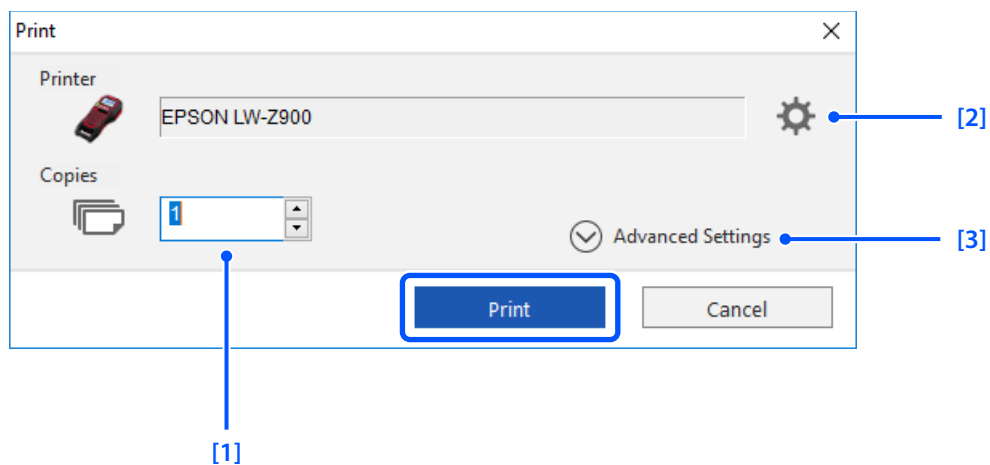 Print
Printer
EPSON LW-Z900
[2]
Copies
1
Advanced Settings
[3]
Print
Cancel
[1]